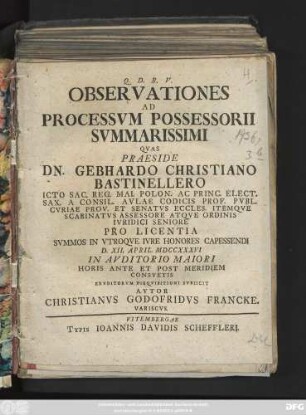 Q. D. B. V.
OBSERVATIONES
AD
PROCESSVM POSSESSORII
SVMMARISSIMI
QVAS
PRAESIDE
DN. GEBHARDO CHRISTIANO
BASTINELLERO
ICTO SAC. REG. MAI. POLON. AC PRINC. ELECT.
SAX. A CONSIL. AVLAE CODICIS PROF. PVBL.
CVRIAE PROV. ET SENATVS ECCLES. ITEMQVE
SCABINATVS ASSESSORE ATQVE ORDINIS
IVRIDICI SENIORE
PRO LICENTIA
SVMMOS IN VTROQVE IVRE HONORES CAPESSENDI
D. XII. APRIL. MDCCXXXVI
IN AVDITORIO MAIORI
HORIS ANTE ET POST MERIDIEM
CONSVETIS
ERVDITORVM DISQVISITIONI SVBIICIT
AVTOR
CHRISTIANVS GODOFRIDVS FRANCKE.
VARISCVS.
VITEMBERGAE
TYPIS IOANNIS DAVIDIS SCHEFFLERI.